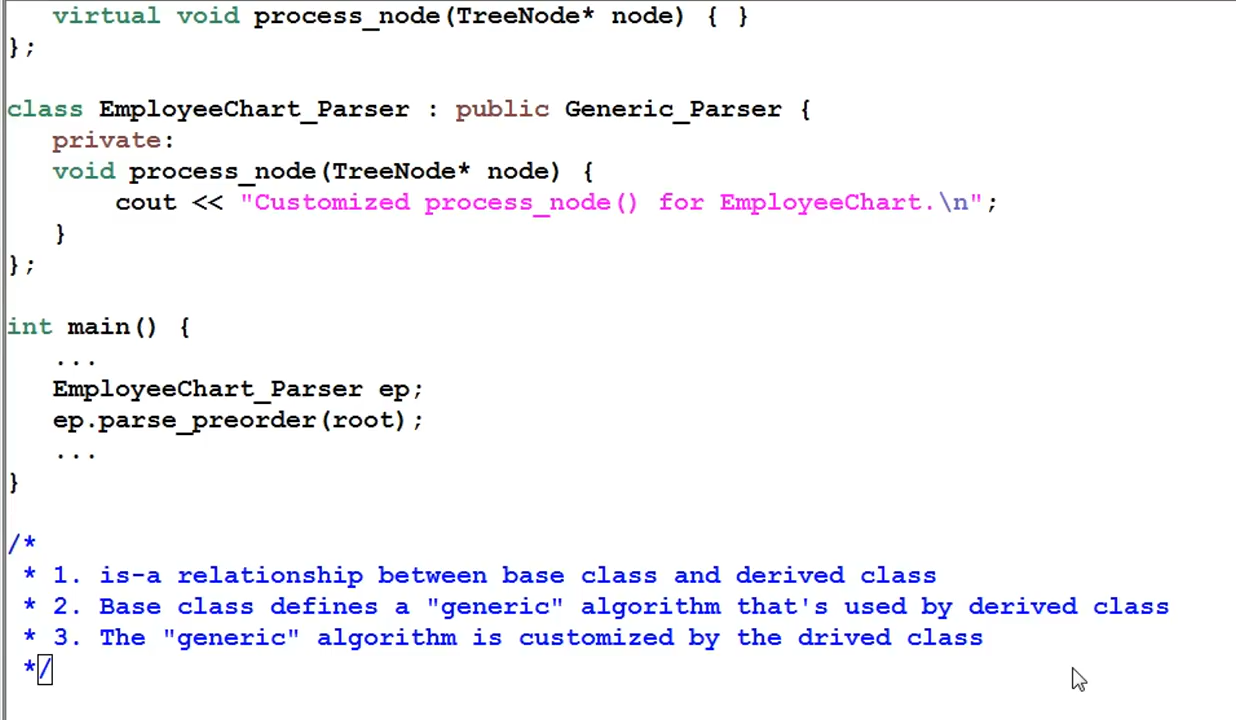 virtual void process_node(TreeNode* node) { }
};
class EmployeeChart_Parser : public Generic_Parser {
private:
void process_node(TreeNode* node) {
cout << "Customized process_node() for EmployeeChart.\n";
}
};
int main() {
...
EmployeeChart_Parser ep;
ep.parse_preorder(root);
...
}
/*
* 1. is-a relationship between base class and derived class
* 2. Base class defines a "generic" algorithm that's used by derived class
* 3. The "generic" algorithm is customized by the drived class
*/